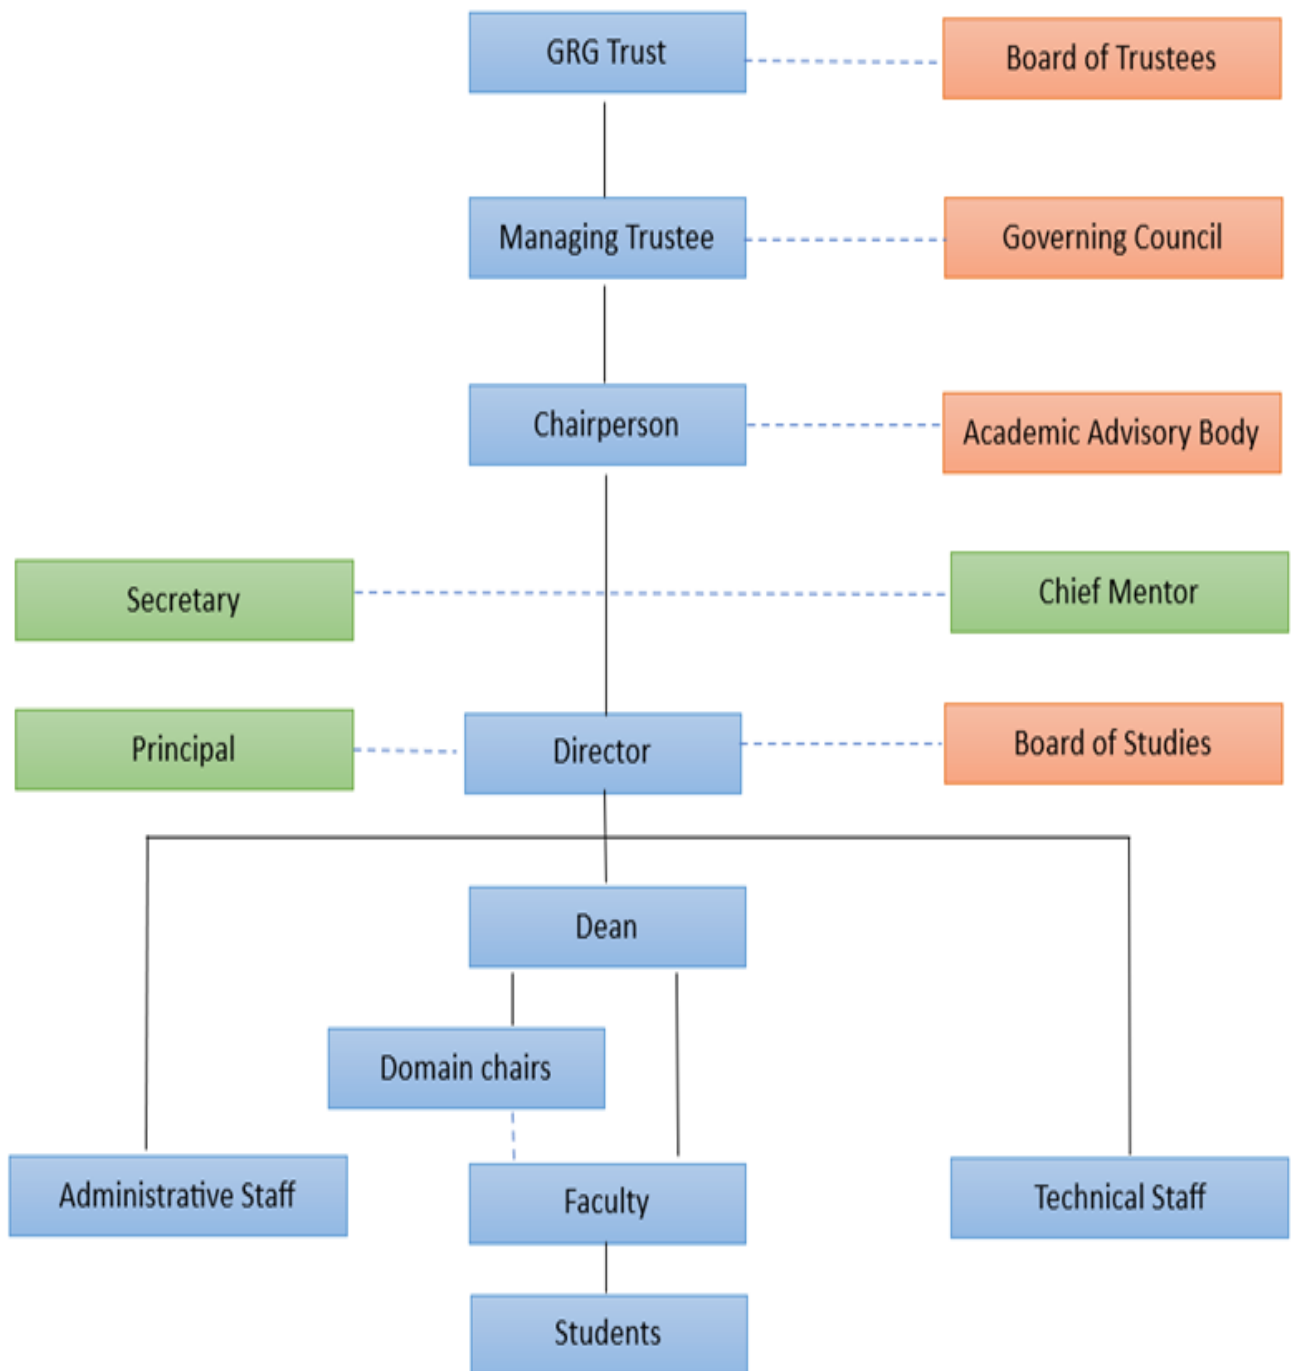 GRG Trust
Board of Trustees
Managing Trustee
Governing Council
Chairperson
Academic Advisory Body
Secretary
Chief Mentor
Principal
Director
Board of Studies
Dean
Domain chairs
Administrative Staff
Faculty
Technical Staff
Students